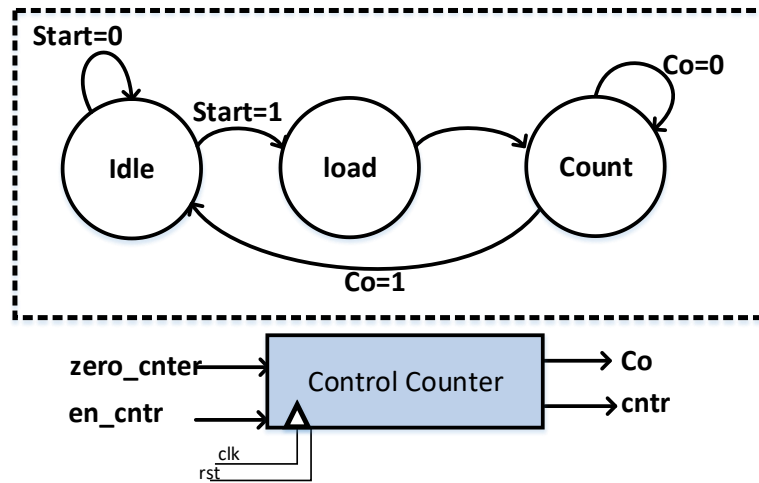 Start=0
Co=0
Start=1
Idle
load
Count
Co=1
zero_cnter
Control Counter
Co
en_cntr
cntr
clk
rst